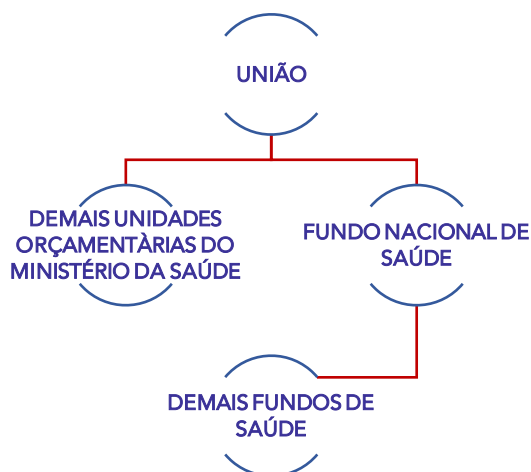 UNIÃO
DEMAIS UNIDADES
ORÇAMENTÀRIAS DO
MINISTÉRIO DA SAÚDE
FUNDO NACIONAL DE
SAÚDE
DEMAIS FUNDOS DE
SAÚDE